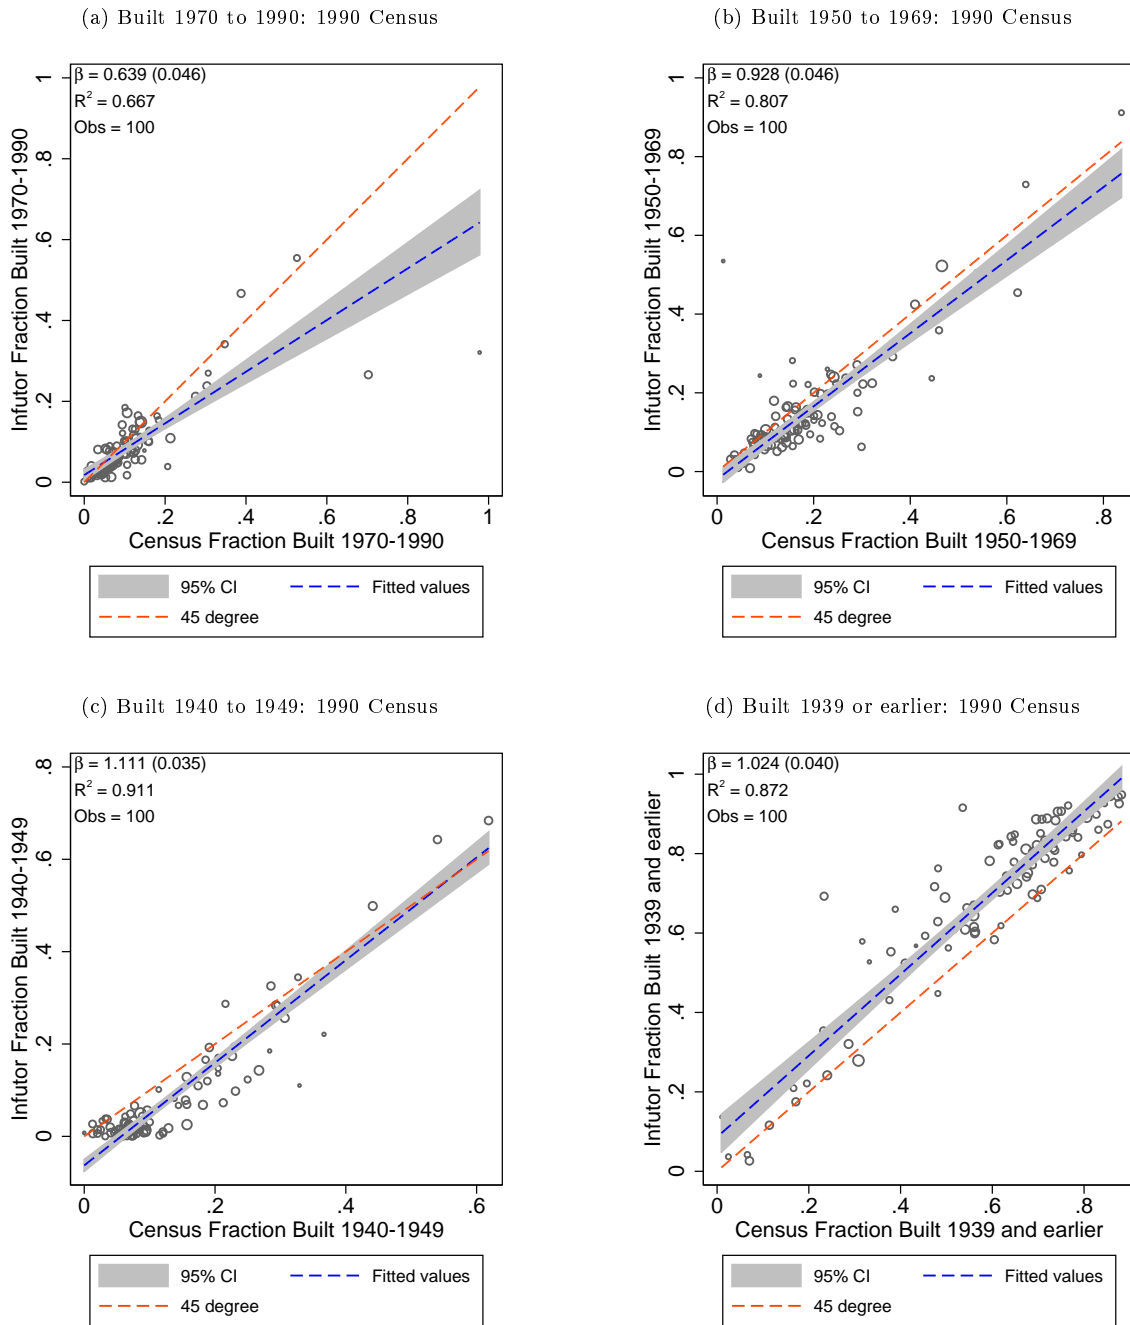 (a) Built 1970 to 1990: 1990 Census
β = 0.639 (0.046)
R² = 0.667
Obs = 100
Infutor Fraction Built 1970-1990
0 .2 .4 .6 .8 1
0 .2 .4 .6 .8 1
Census Fraction Built 1970-1990
95% CI Fitted values
45 degree
(b) Built 1950 to 1969: 1990 Census
β = 0.928 (0.046)
R² = 0.807
Obs = 100
Infutor Fraction Built 1950-1969
0 .2 .4 .6 .8 1
0 .2 .4 .6 .8
Census Fraction Built 1950-1969
95% CI Fitted values
45 degree
(c) Built 1940 to 1949: 1990 Census
β = 1.111 (0.035)
R² = 0.911
Obs = 100
Infutor Fraction Built 1940-1949
0 .2 .4 .6 .8
0 .2 .4 .6
Census Fraction Built 1940-1949
95% CI Fitted values
45 degree
(d) Built 1939 or earlier: 1990 Census
β = 1.024 (0.040)
R² = 0.872
Obs = 100
Infutor Fraction Built 1939 and earlier
0 .2 .4 .6 .8 1
0 .2 .4 .6 .8
Census Fraction Built 1939 and earlier
95% CI Fitted values
45 degree